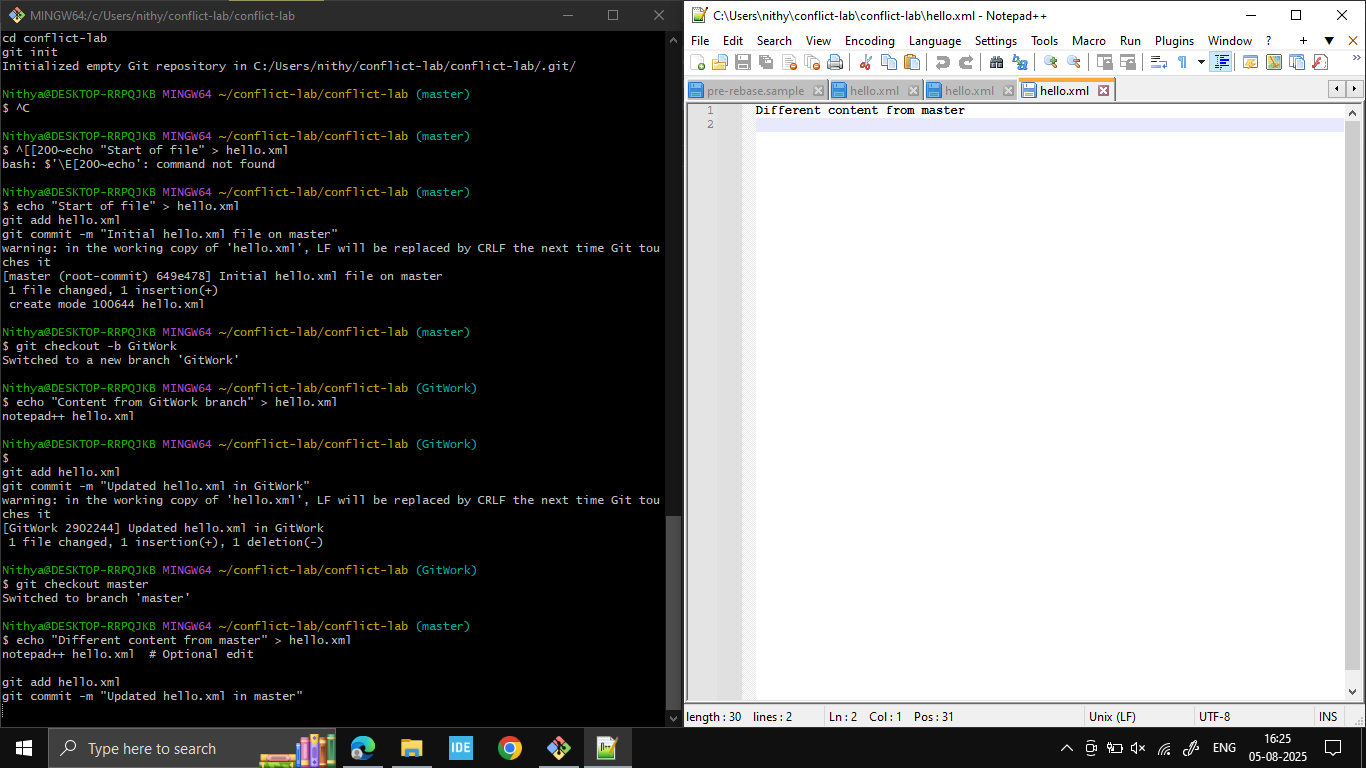 MINGW64:/c/Users/nithy/conflict-lab/conflict-lab
cd conflict-lab
git init
Initialized empty Git repository in C:/Users/nithy/conflict-lab/conflict-lab/.git/
Nithya@DESKTOP-RRPQJKB MINGW64 ~/conflict-lab/conflict-lab (master)
$ ^C
Nithya@DESKTOP-RRPQJKB MINGW64 ~/conflict-lab/conflict-lab (master)
$ ^[[200~echo "Start of file" > hello.xml
bash: $'\E[200~echo': command not found
Nithya@DESKTOP-RRPQJKB MINGW64 ~/conflict-lab/conflict-lab (master)
$ echo "Start of file" > hello.xml
git add hello.xml
git commit -m "Initial hello.xml file on master"
warning: in the working copy of 'hello.xml', LF will be replaced by CRLF the next time Git tou
ches it
[master (root-commit) 649e478] Initial hello.xml file on master
1 file changed, 1 insertion(+)
create mode 100644 hello.xml
Nithya@DESKTOP-RRPQJKB MINGW64 ~/conflict-lab/conflict-lab (master)
$ git checkout -b GitWork
Switched to a new branch 'GitWork'
Nithya@DESKTOP-RRPQJKB MINGW64 ~/conflict-lab/conflict-lab (GitWork)
$ echo "Content from GitWork branch" > hello.xml
notepad++ hello.xml
Nithya@DESKTOP-RRPQJKB MINGW64 ~/conflict-lab/conflict-lab (GitWork)
$
git add hello.xml
git commit -m "Updated hello.xml in GitWork"
warning: in the working copy of 'hello.xml', LF will be replaced by CRLF the next time Git tou
ches it
[GitWork 2902244] Updated hello.xml in GitWork
1 file changed, 1 insertion(+), 1 deletion(-)
Nithya@DESKTOP-RRPQJKB MINGW64 ~/conflict-lab/conflict-lab (GitWork)
$ git checkout master
Switched to branch 'master'
Nithya@DESKTOP-RRPQJKB MINGW64 ~/conflict-lab/conflict-lab (master)
$ echo "Different content from master" > hello.xml
notepad++ hello.xml  # Optional edit
git add hello.xml
git commit -m "Updated hello.xml in master"
C:\Users\nithy\conflict-lab\conflict-lab\hello.xml - Notepad++
File Edit Search View Encoding Language Settings Tools Macro Run Plugins Window ?
pre-rebase.sample hello.xml hello.xml hello.xml
1 Different content from master
2
length : 30 lines : 2 Ln : 2 Col : 1 Pos : 31 Unix (LF) UTF-8 INS
Type here to search
IDE
ENG
16:25
05-08-2025